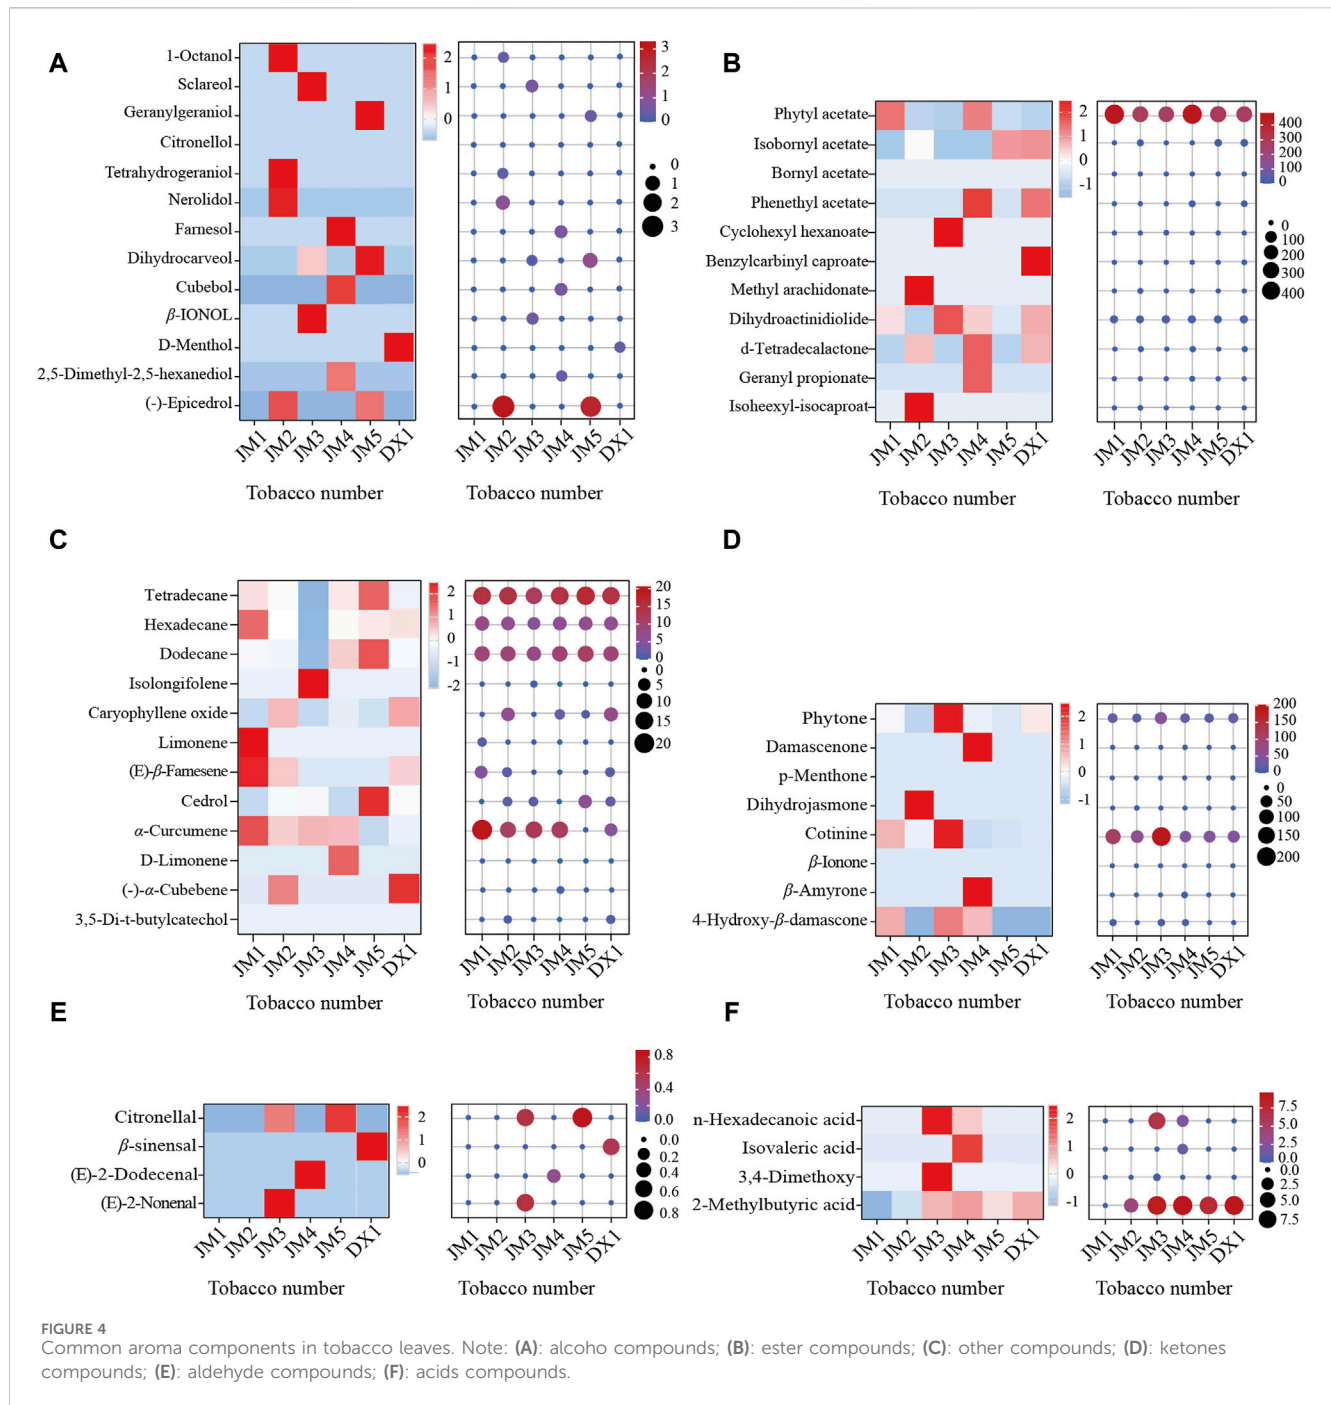 A
1-Octanol
Sclareol
Geranylgeraniol
Citronellol
Tetrahydrogeraniol
Nerolidol
Farnesol
Dihydrocarveol
Cubebol
β-IONOL
D-Menthol
2,5-Dimethyl-2,5-hexanediol
(-)-Epicedrol
JM1 JM2 JM3 JM4 JM5 DX1
Tobacco number
2
1
0
JM1 JM2 JM3 JM4 JM5 DX1
Tobacco number
3
2
1
0
0
1
2
3
B
Phytyl acetate
Isobornyl acetate
Bornyl acetate
Phenethyl acetate
Cyclohexyl hexanoate
Benzylcarbinyl caproate
Methyl arachidonate
Dihydroactinidiolide
d-Tetradecalactone
Geranyl propionate
Isoheexyl-isocaproat
JM1 JM2 JM3 JM4 JM5 DX1
Tobacco number
2
1
0
-1
JM1 JM2 JM3 JM4 JM5 DX1
Tobacco number
400
300
200
100
0
0
100
200
300
400
C
Tetradecane
Hexadecane
Dodecane
Isolongifolene
Caryophyllene oxide
Limonene
(E)-β-Famesene
Cedrol
α-Curcumene
D-Limonene
(-)-α-Cubebene
3,5-Di-t-butylcatechol
JM1 JM2 JM3 JM4 JM5 DX1
Tobacco number
2
1
0
-1
-2
JM1 JM2 JM3 JM4 JM5 DX1
Tobacco number
20
15
10
5
0
0
5
10
15
20
D
Phytone
Damascenone
p-Menthone
Dihydrojasmone
Cotinine
β-Ionone
β-Amyrone
4-Hydroxy-β-damascone
JM1 JM2 JM3 JM4 JM5 DX1
Tobacco number
2
1
0
-1
JM1 JM2 JM3 JM4 JM5 DX1
Tobacco number
200
150
100
50
0
0
50
100
150
200
E
Citronellal
β-sinensal
(E)-2-Dodecenal
(E)-2-Nonenal
JM1 JM2 JM3 JM4 JM5 DX1
Tobacco number
2
1
0
JM1 JM2 JM3 JM4 JM5 DX1
Tobacco number
0.8
0.4
0.0
0.0
0.2
0.4
0.6
0.8
F
n-Hexadecanoic acid
Isovaleric acid
3,4-Dimethoxy
2-Methylbutyric acid
JM1 JM2 JM3 JM4 JM5 DX1
Tobacco number
2
1
0
-1
JM1 JM2 JM3 JM4 JM5 DX1
Tobacco number
7.5
5.0
2.5
0.0
0.0
2.5
5.0
7.5
FIGURE 4
Common aroma components in tobacco leaves. Note: (A): alcoho compounds; (B): ester compounds; (C): other compounds; (D): ketones
compounds; (E): aldehyde compounds; (F): acids compounds.